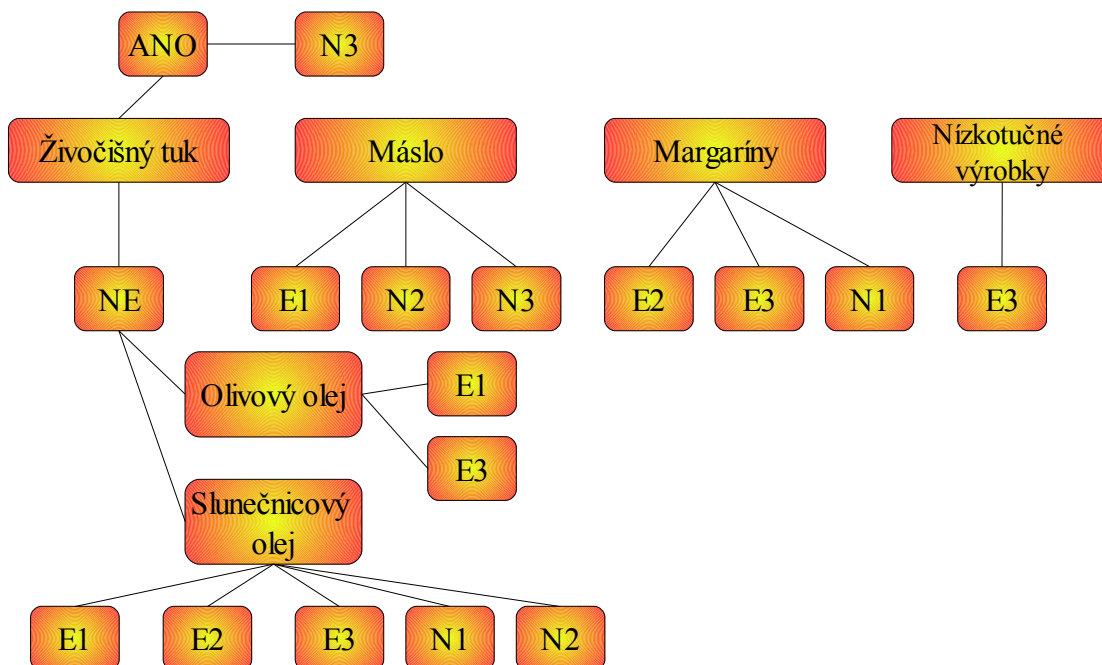 ANO
N3
Živočišný tuk
Máslo
Margaríny
Nízkotučné
výrobky
NE
E1
N2
N3
E2
E3
N1
E3
Olivový olej
E1
E3
Slunečnicový
olej
E1
E2
E3
N1
N2